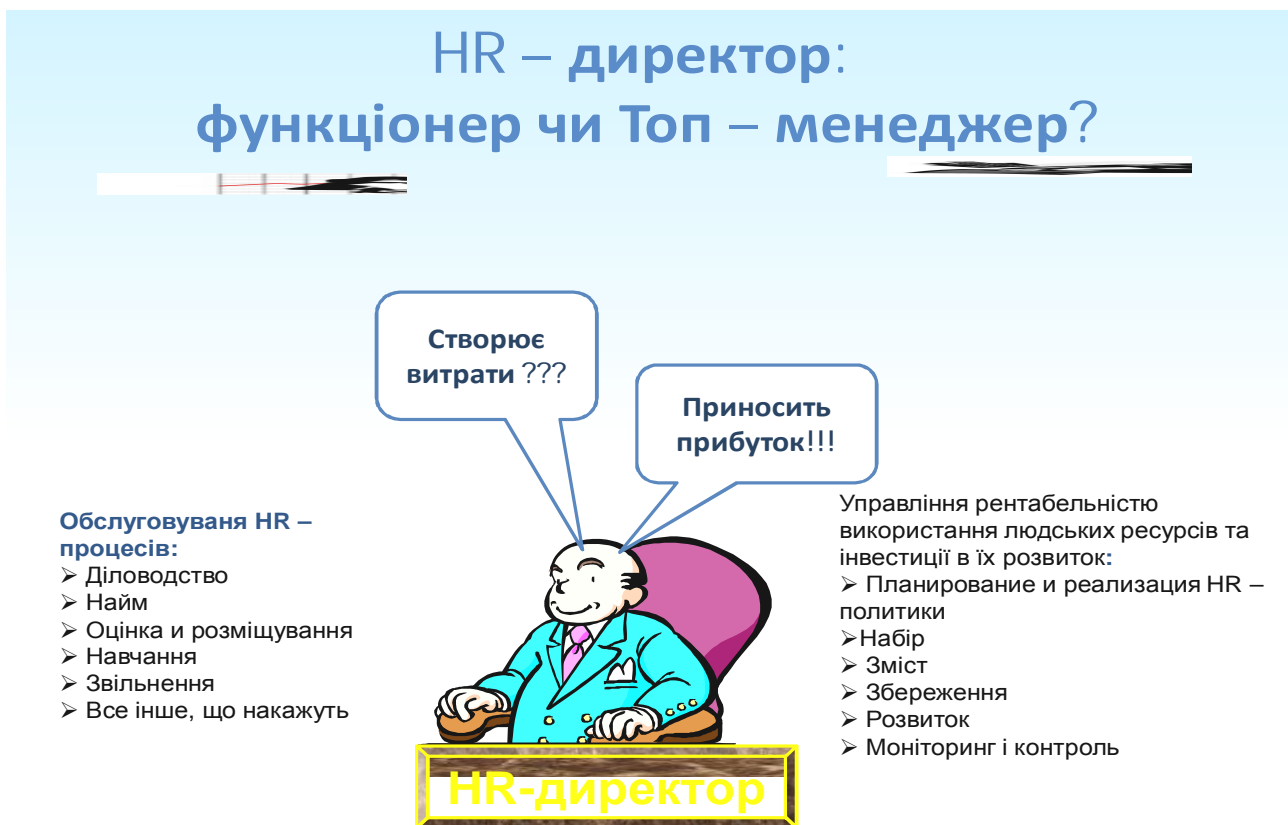 HR – директор:
функціонер чи Топ – менеджер?
Створює
витрати ???
Приносить
прибуток!!!
Обслуговуваня HR –
процесів:
➢ Діловодство
➢ Найм
➢ Оцінка и розміщування
➢ Навчання
➢ Звільнення
➢ Все інше, що накажуть
Управління рентабельністю
використання людських ресурсів та
інвестиції в їх розвиток:
➢ Планирование и реализация HR –
политики
➢Набір
➢ Зміст
➢ Збереження
➢ Розвиток
➢ Моніторинг і контроль
HR-директор